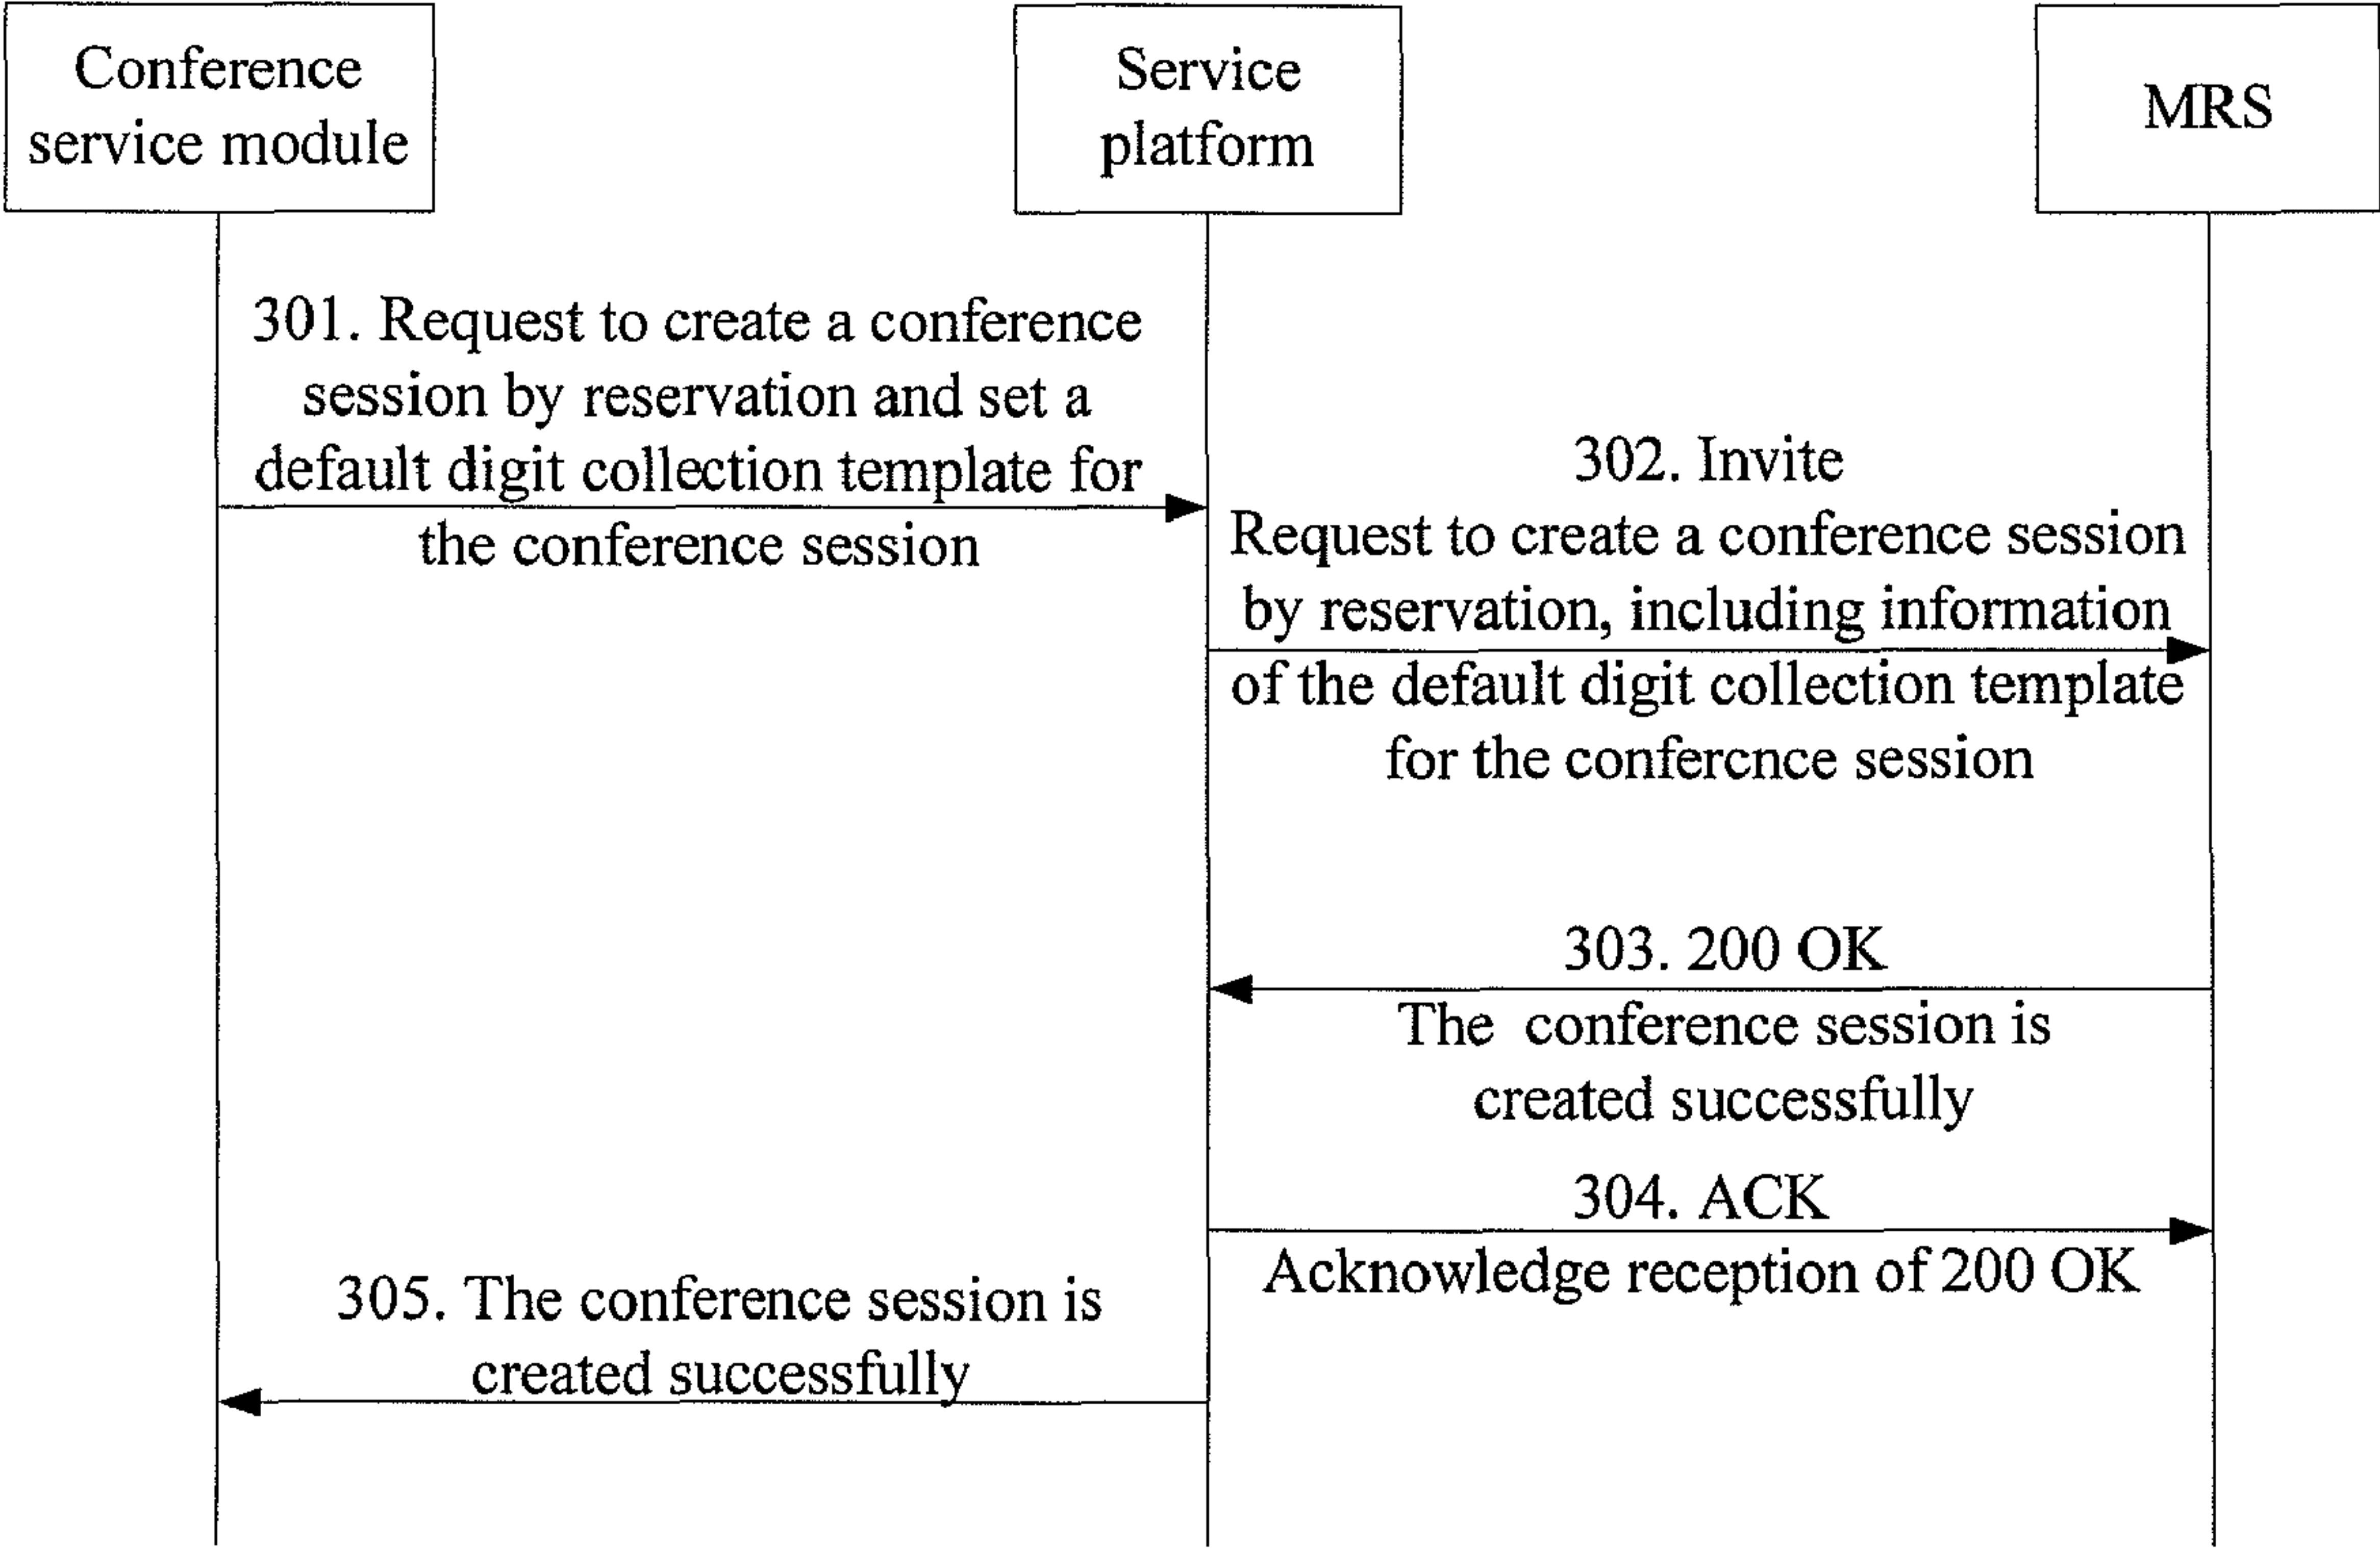 Conference
service module
Service
platform
MRS
301. Request to create a conference
session by reservation and set a
default digit collection template for
the conference session
302. Invite
Request to create a conference session
by reservation, including information
of the default digit collection template
for the conference session
303. 200 OK
The conference session is
created successfully
304. ACK
Acknowledge reception of 200 OK
305. The conference session is
created successfully